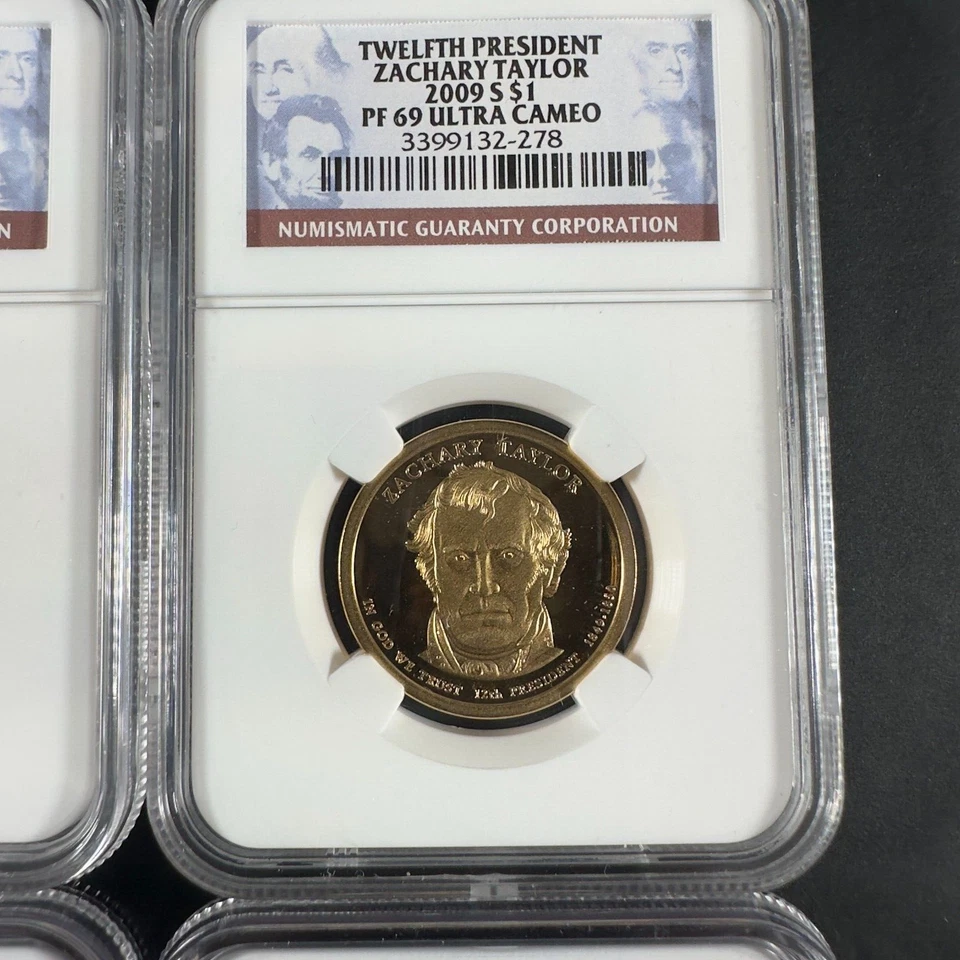 TWELFTH PRESIDENT
ZACHARY TAYLOR
2009 S $1
PF 69 ULTRA CAMEO
3399132-278
NUMISMATIC GUARANTY CORPORATION
N
ZACHARY TAYLOR
IN GOD WE TRUST 12th PRESIDENT 1849-1850